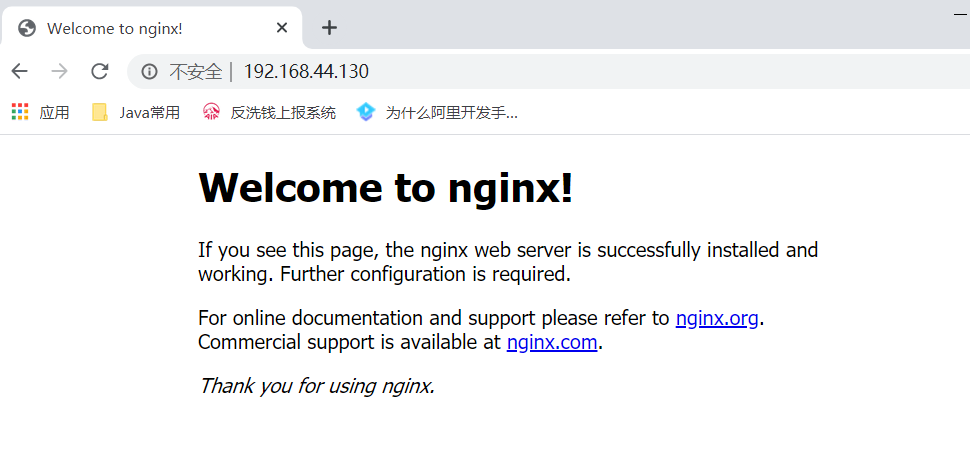 Welcome to nginx!
不安全 | 192.168.44.130
应用 Java常用 反洗钱上报系统 为什么阿里开发手...
Welcome to nginx!
If you see this page, the nginx web server is successfully installed and
working. Further configuration is required.
For online documentation and support please refer to nginx.org.
Commercial support is available at nginx.com.
Thank you for using nginx.